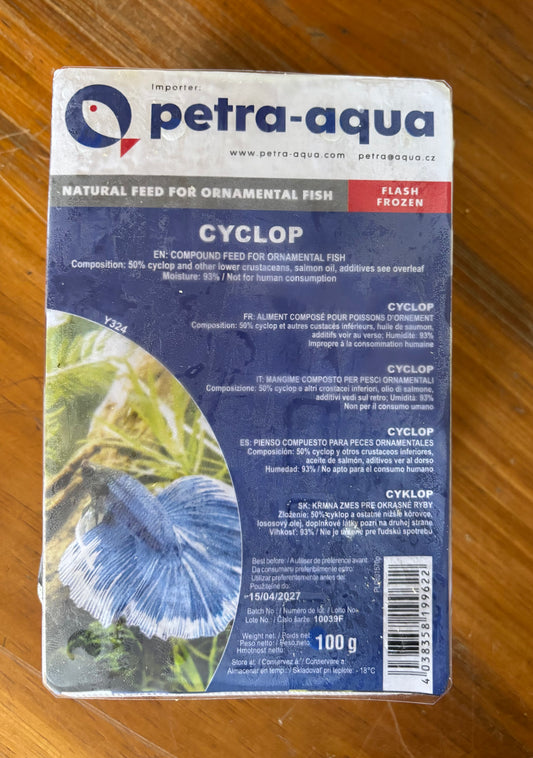 Importer:
petra-aqua
www.petra-aqua.com petra@aqua.cz
NATURAL FEED FOR ORNAMENTAL FISH
FLASH
FROZEN
CYCLOP
EN: COMPOUND FEED FOR ORNAMENTAL FISH
Composition: 50% cyclop and other lower crustaceans, salmon oil, additives see overleaf
Moisture: 93% / Not for human consumption
Y324
CYCLOP
FR: ALIMENT COMPOSÉ POUR POISSONS D'ORNEMENT
Composition: 50% cyclop et autres custacés inférieurs, huile de saumon,
additifs voir au verso; Humidité: 93%
Impropre à la consommation humaine
CYCLOP
IT: MANGIME COMPOSTO PER PESCI ORNAMENTALI
Composizione: 50% cyclop o altri crostacei inferiori, olio di salmone,
additivi vedi sul retro; Umidità: 93%
Non per il consumo umano
CYCLOP
ES: PIENSO COMPUESTO PARA PECES ORNAMENTALES
Composición: 50% cyclop y otros crustaceos inferiores,
aceite de salmón, aditivos ver al dorso
Humedad: 93% / No apto para el consumo humano
CYKLOP
SK: KŔMNA ZMES PRE OKRASNÉ RYBY
Zloženie: 50% cyklop a ostatné nižšie kôrovce,
lososový olej, doplnkové látky pozri na druhej strane
Vlhkosť: 93% / Nie je určené pre ľudskú spotrebu
Best before: / A utiliser de préférence avant:
Da consumarsi preferibilmente entro:
Utilizar preferentemente antes de:
Použiteľné do:
15/04/2027
Batch No : / Numéro de lot: / Lotto No:
Lote No.: / Číslo šarže: 10039F
Weight net: / Poids net:
Peso netto: / Peso neto:
Hmotnosť netto:
100 g
Store at: / Conservez à: / Conservare a:
Almacenar en temp.: / Skladovať pri teplote: - 18°C
4 038358 199622